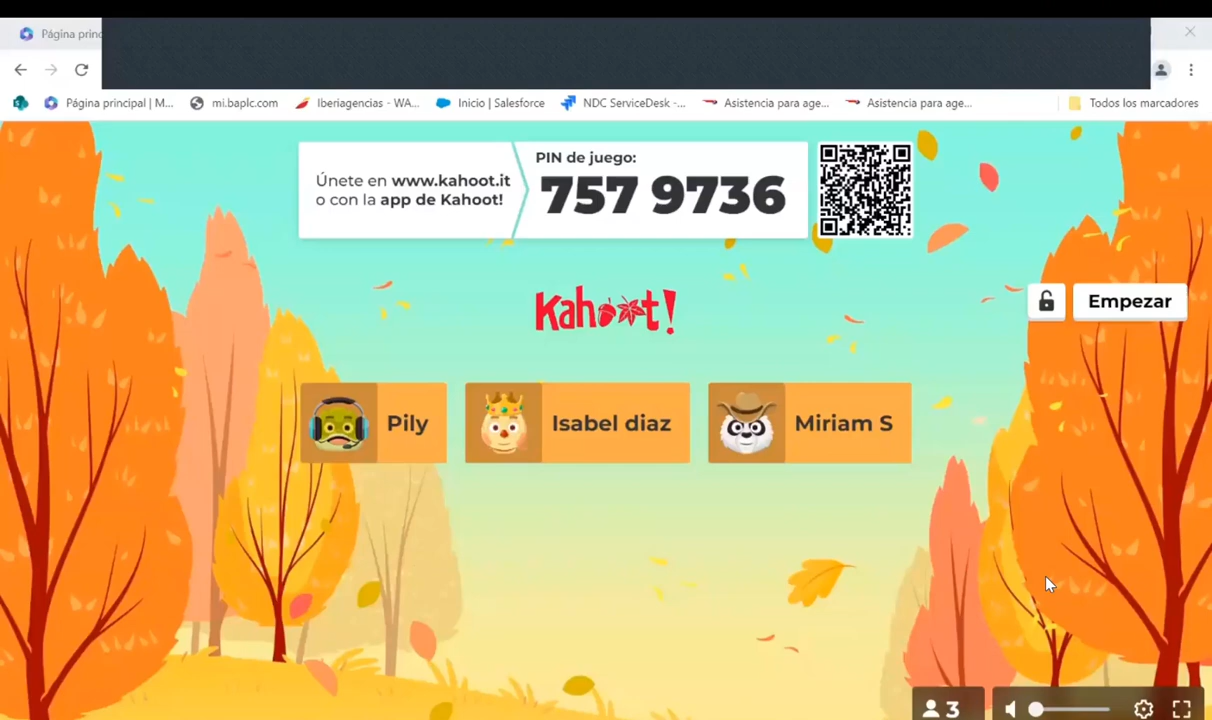 Página princ
Página principal | M...
mi.baplc.com
Iberiagencias - WA...
Inicio | Salesforce
NDC ServiceDesk -...
Asistencia para age...
Asistencia para age...
Todos los marcadores
Únete en www.kahoot.it
o con la app de Kahoot!
PIN de juego:
757 9736
Kahoot!
Empezar
Pily
Isabel diaz
Miriam S
3